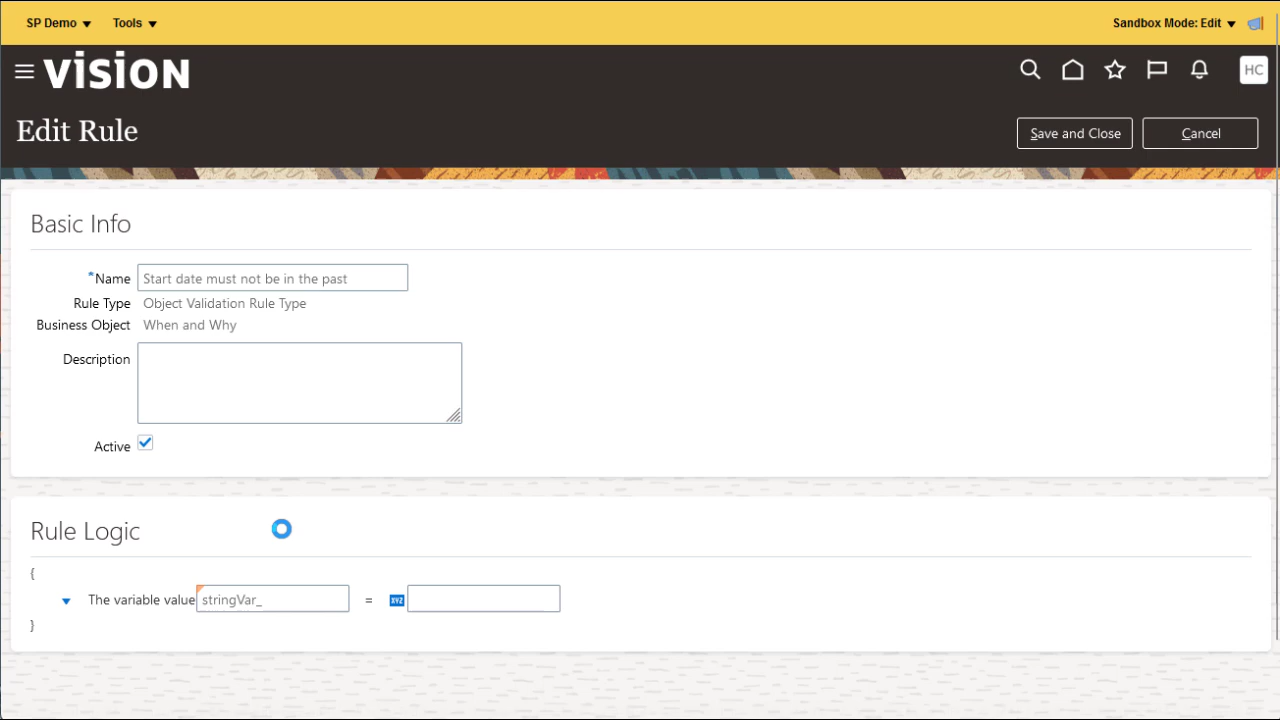 SP Demo Tools Sandbox Mode: Edit
VISION HC
Edit Rule Save and Close Cancel
Basic Info
*Name Start date must not be in the past
Rule Type Object Validation Rule Type
Business Object When and Why
Description
Active
Rule Logic
{
The variable value stringVar_ = XYZ
}